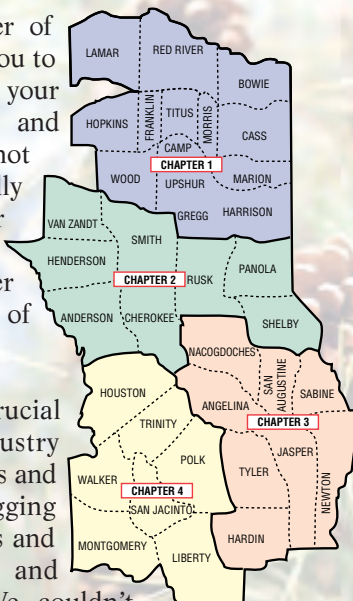 er of
ou to
your
and
not
lly
r
er
of
rucial
ustry
s and
gging
s and
and
e couldn't
LAMAR
RED RIVER
BOWIE
HOPKINS
FRANKLIN
TITUS
MORRIS
CASS
CAMP
CHAPTER 1
WOOD
UPSHUR
MARION
GREGG
HARRISON
VAN ZANDT
SMITH
HENDERSON
CHAPTER 2
RUSK
PANOLA
ANDERSON
CHEROKEE
SHELBY
NACOGDOCHES
SAN
AUGUSTINE
SABINE
HOUSTON
ANGELINA
CHAPTER 3
TRINITY
JASPER
POLK
TYLER
NEWTON
WALKER
CHAPTER 4
SAN JACINTO
HARDIN
MONTGOMERY
LIBERTY